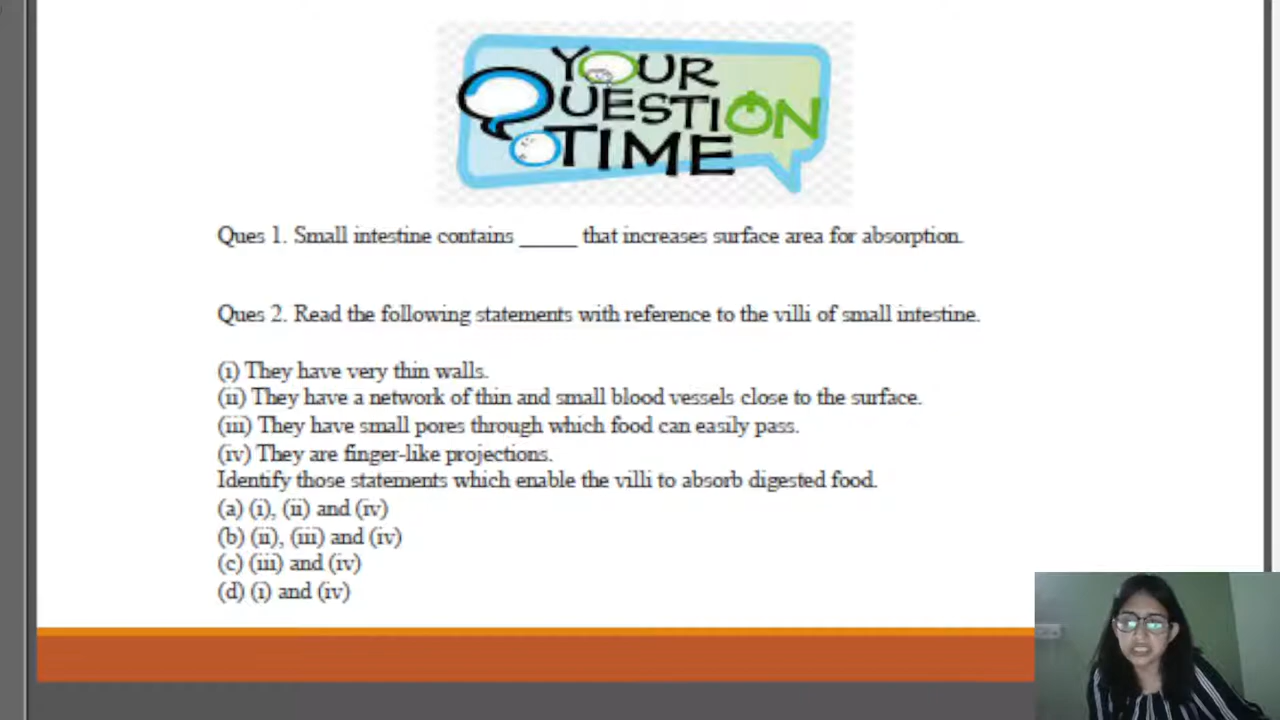 YOUR
QUESTION
TIME
Ques 1. Small intestine contains _____ that increases surface area for absorption.
Ques 2. Read the following statements with reference to the villi of small intestine.
(i) They have very thin walls.
(ii) They have a network of thin and small blood vessels close to the surface.
(iii) They have small pores through which food can easily pass.
(iv) They are finger-like projections.
Identify those statements which enable the villi to absorb digested food.
(a) (i), (ii) and (iv)
(b) (ii), (iii) and (iv)
(c) (iii) and (iv)
(d) (i) and (iv)